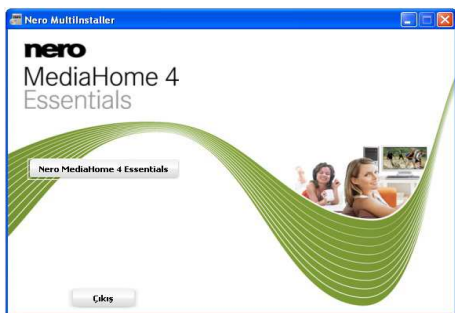 Nero MultiInstaller
nero
MediaHome 4
Essentials
Nero MediaHome 4 Essentials
Çıkış